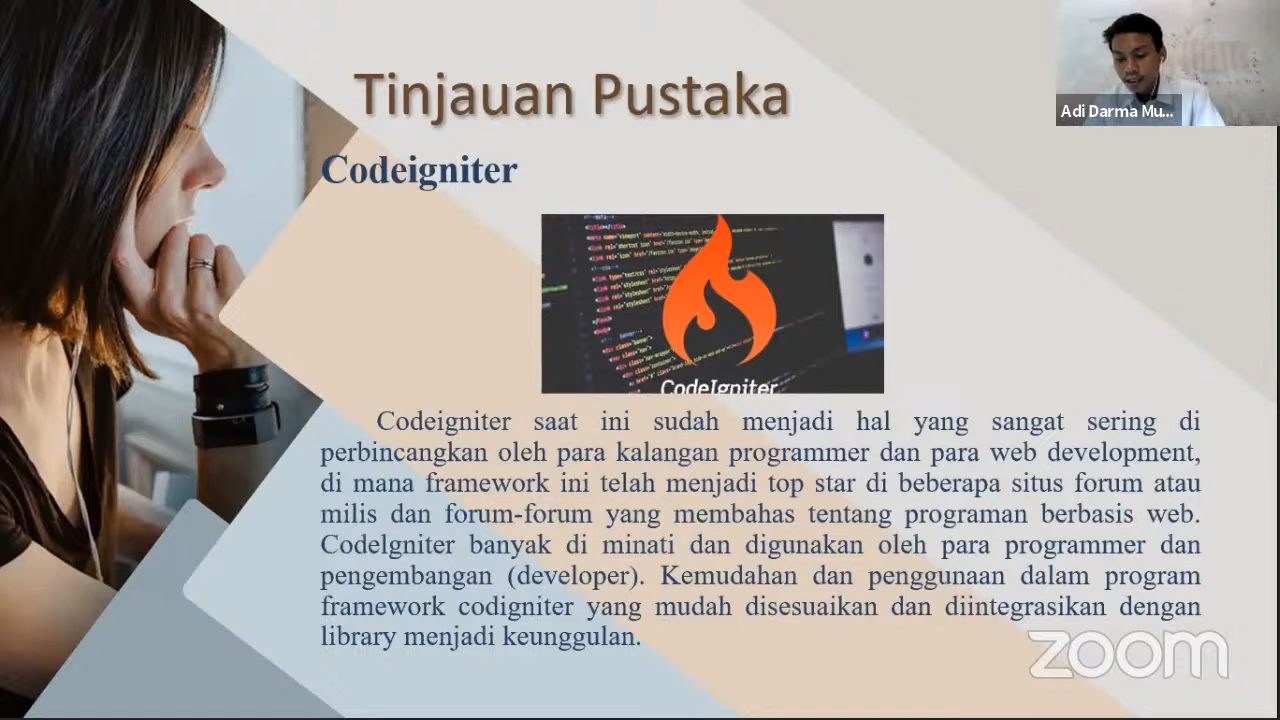 Tinjauan Pustaka
Adi Darma Mu...
Codeigniter
CodeIgniter
Codeigniter saat ini sudah menjadi hal yang sangat sering di
perbincangkan oleh para kalangan programmer dan para web development,
di mana framework ini telah menjadi top star di beberapa situs forum atau
milis dan forum-forum yang membahas tentang programan berbasis web.
Codelgniter banyak di minati dan digunakan oleh para programmer dan
pengembangan (developer). Kemudahan dan penggunaan dalam program
framework codigniter yang mudah disesuaikan dan diintegrasikan dengan
library menjadi keunggulan.
zoom